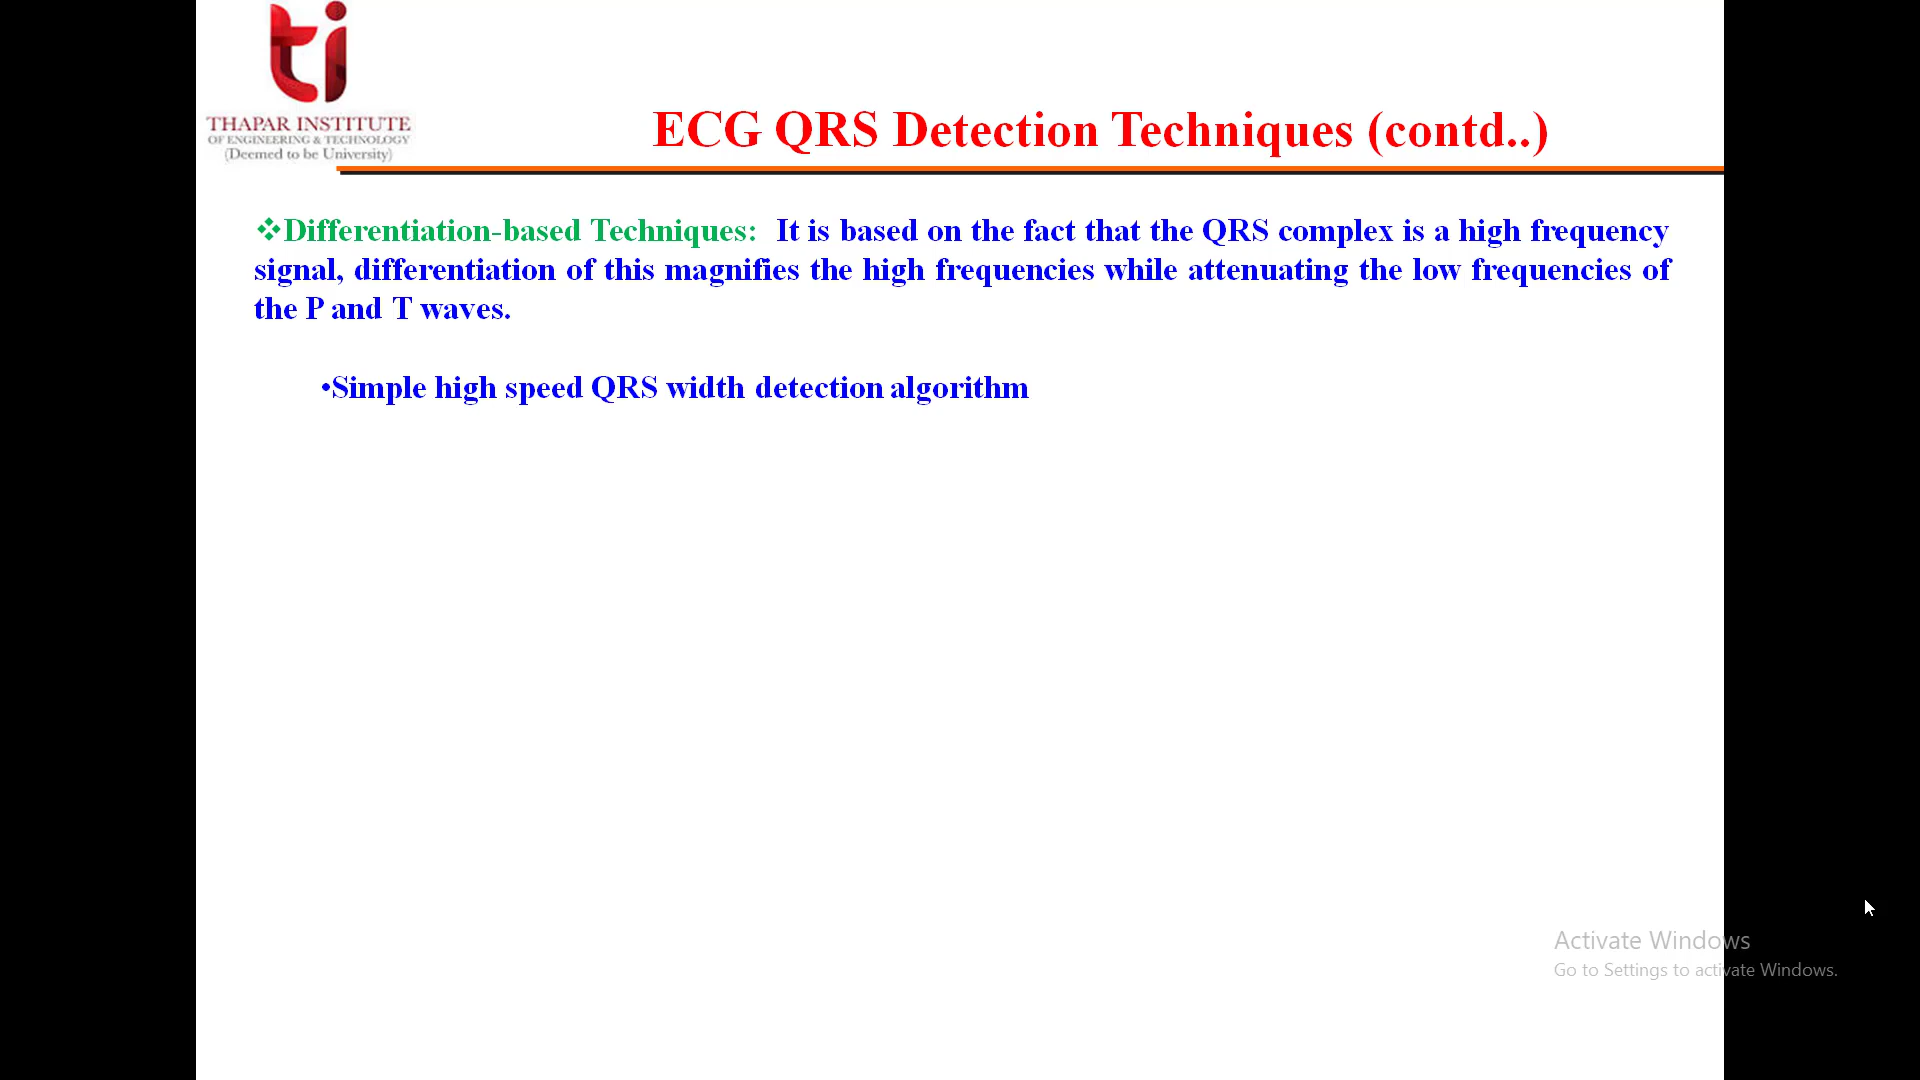 ti
THAPAR INSTITUTE
OF ENGINEERING & TECHNOLOGY
(Deemed to be University)
ECG QRS Detection Techniques (contd..)
❖Differentiation-based Techniques: It is based on the fact that the QRS complex is a high frequency
signal, differentiation of this magnifies the high frequencies while attenuating the low frequencies of
the P and T waves.
•Simple high speed QRS width detection algorithm
Activate Windows
Go to Settings to activate Windows.